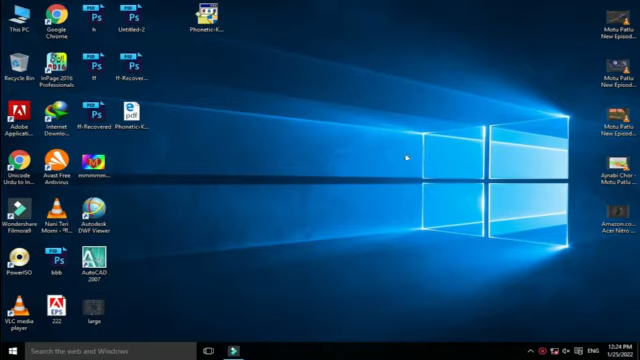 This PC
Google
Chrome
h
Untitled-2
Phonetic-K...
Recycle Bin
InPage 2016
Professionals
ff
ff-Recover...
Adobe
Applicati...
Internet
Downlo...
ff-Recovered
Phonetic-K...
Unicode
Urdu to In...
Avast Free
Antivirus
mmmmm...
Wondershare
Filmora9
Nani Teri
Morni -
Autodesk
DWF Viewer
PowerISO
bbb
AutoCAD
2007
VLC media
player
222
large
Motu Patlu
New Episod...
Motu Patlu
New Episod...
Motu Patlu
New Episod...
Ajnabi Chor -
Motu Patlu ...
Amazon.co...
Acer Nitro ...
Search the web and Windows
ENG
12:24 PM
1/25/2022